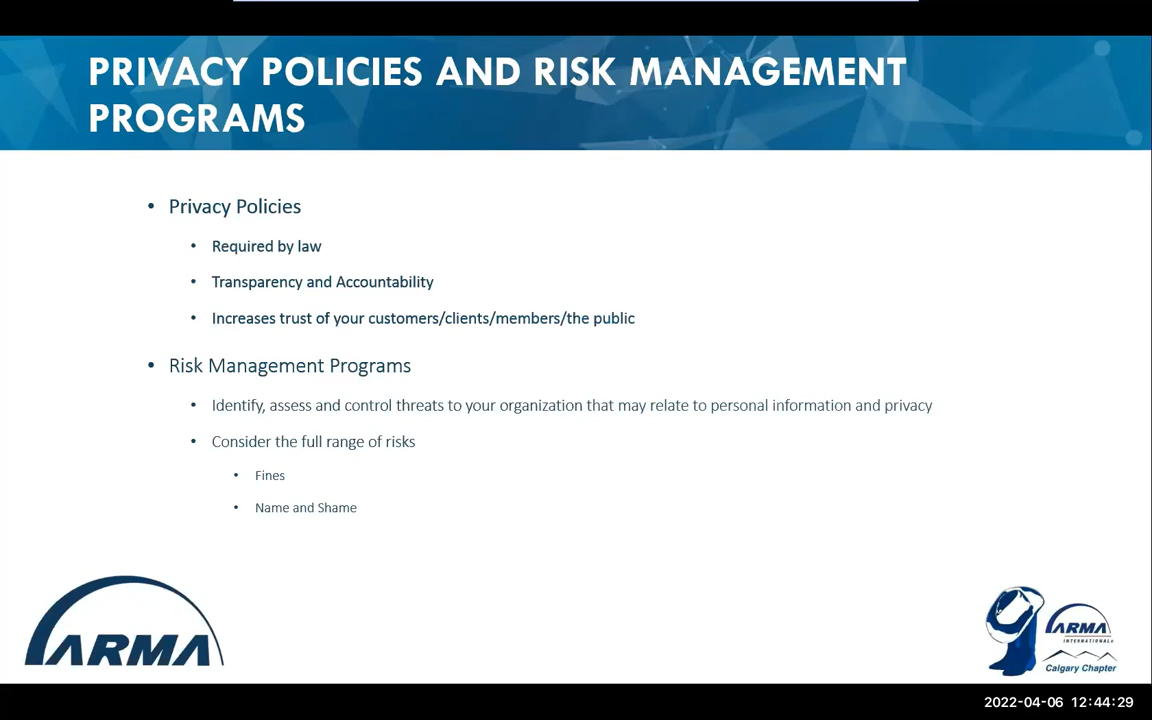 PRIVACY POLICIES AND RISK MANAGEMENT
PROGRAMS
• Privacy Policies
• Required by law
• Transparency and Accountability
• Increases trust of your customers/clients/members/the public
• Risk Management Programs
• Identify, assess and control threats to your organization that may relate to personal information and privacy
• Consider the full range of risks
• Fines
• Name and Shame
ARMA
ARMA
INTERNATIONAL
Calgary Chapter
2022-04-06 12:44:29